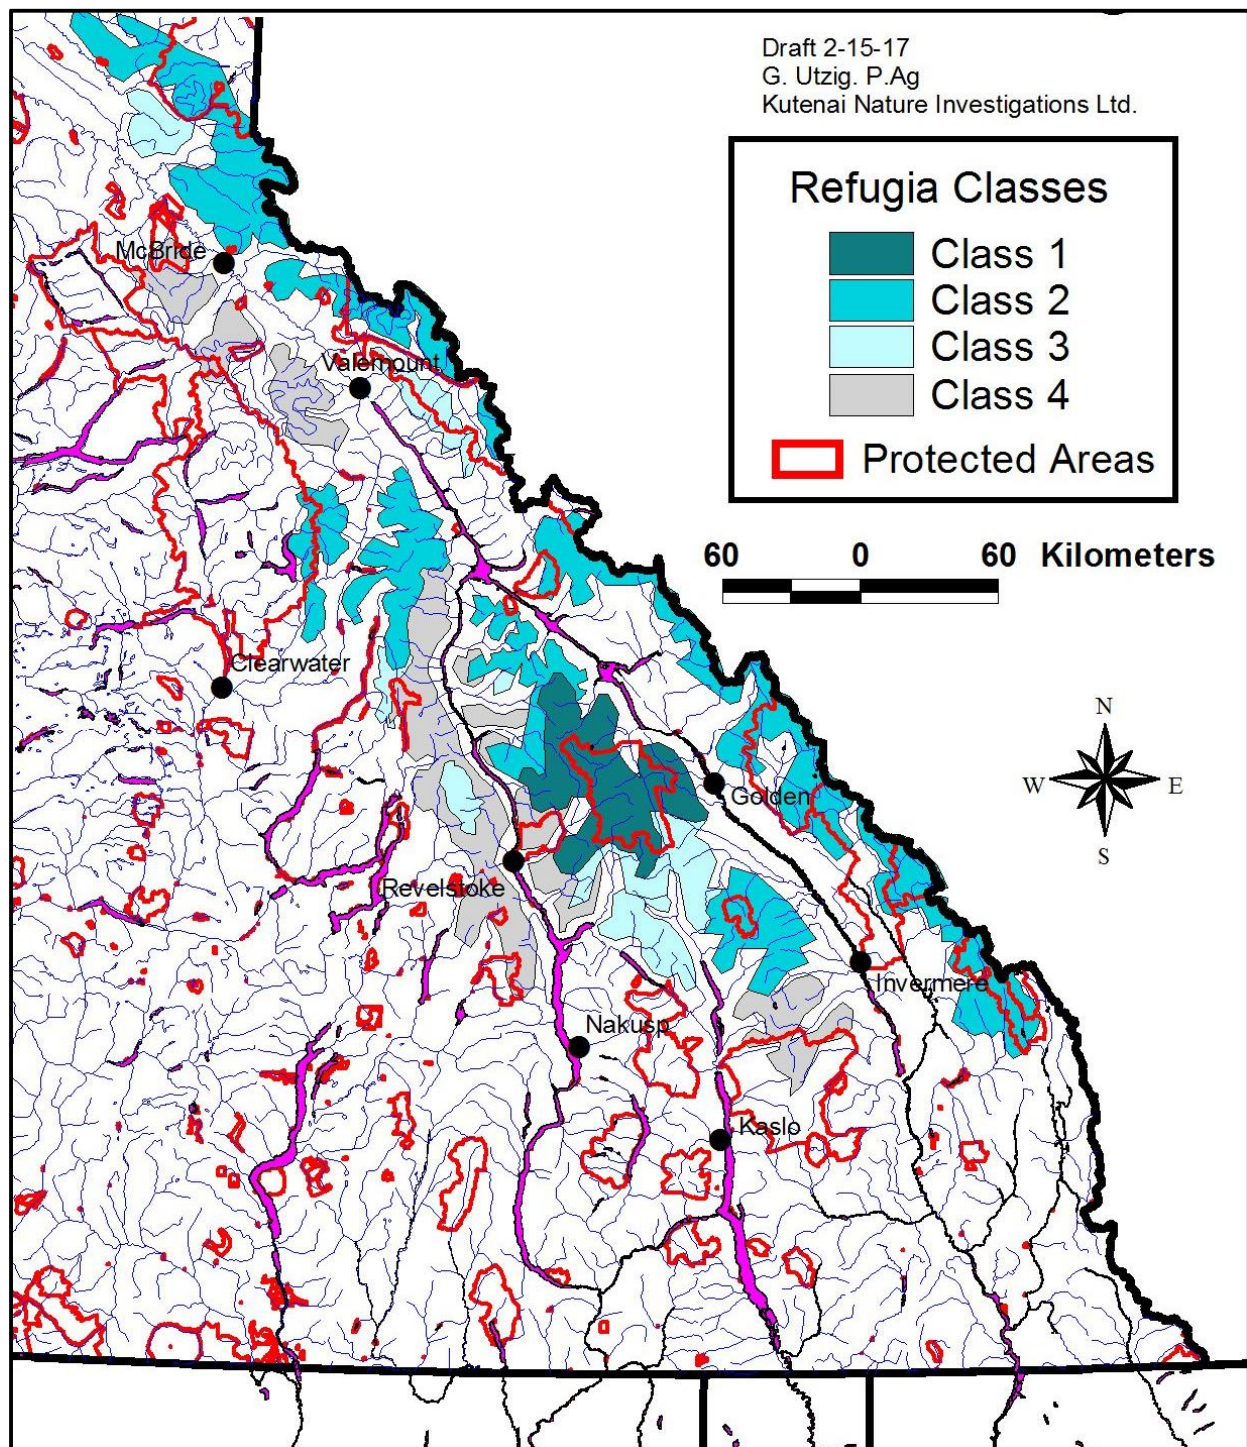 Draft 2-15-17
G. Utzig. P.Ag
Kutenai Nature Investigations Ltd.
Refugia Classes
Class 1
Class 2
Class 3
Class 4
Protected Areas
McBride
Valemount
60 0 60 Kilometers
Clearwater
N
W E
S
Golden
Revelstoke
Invermere
Nakusp
Kaslo